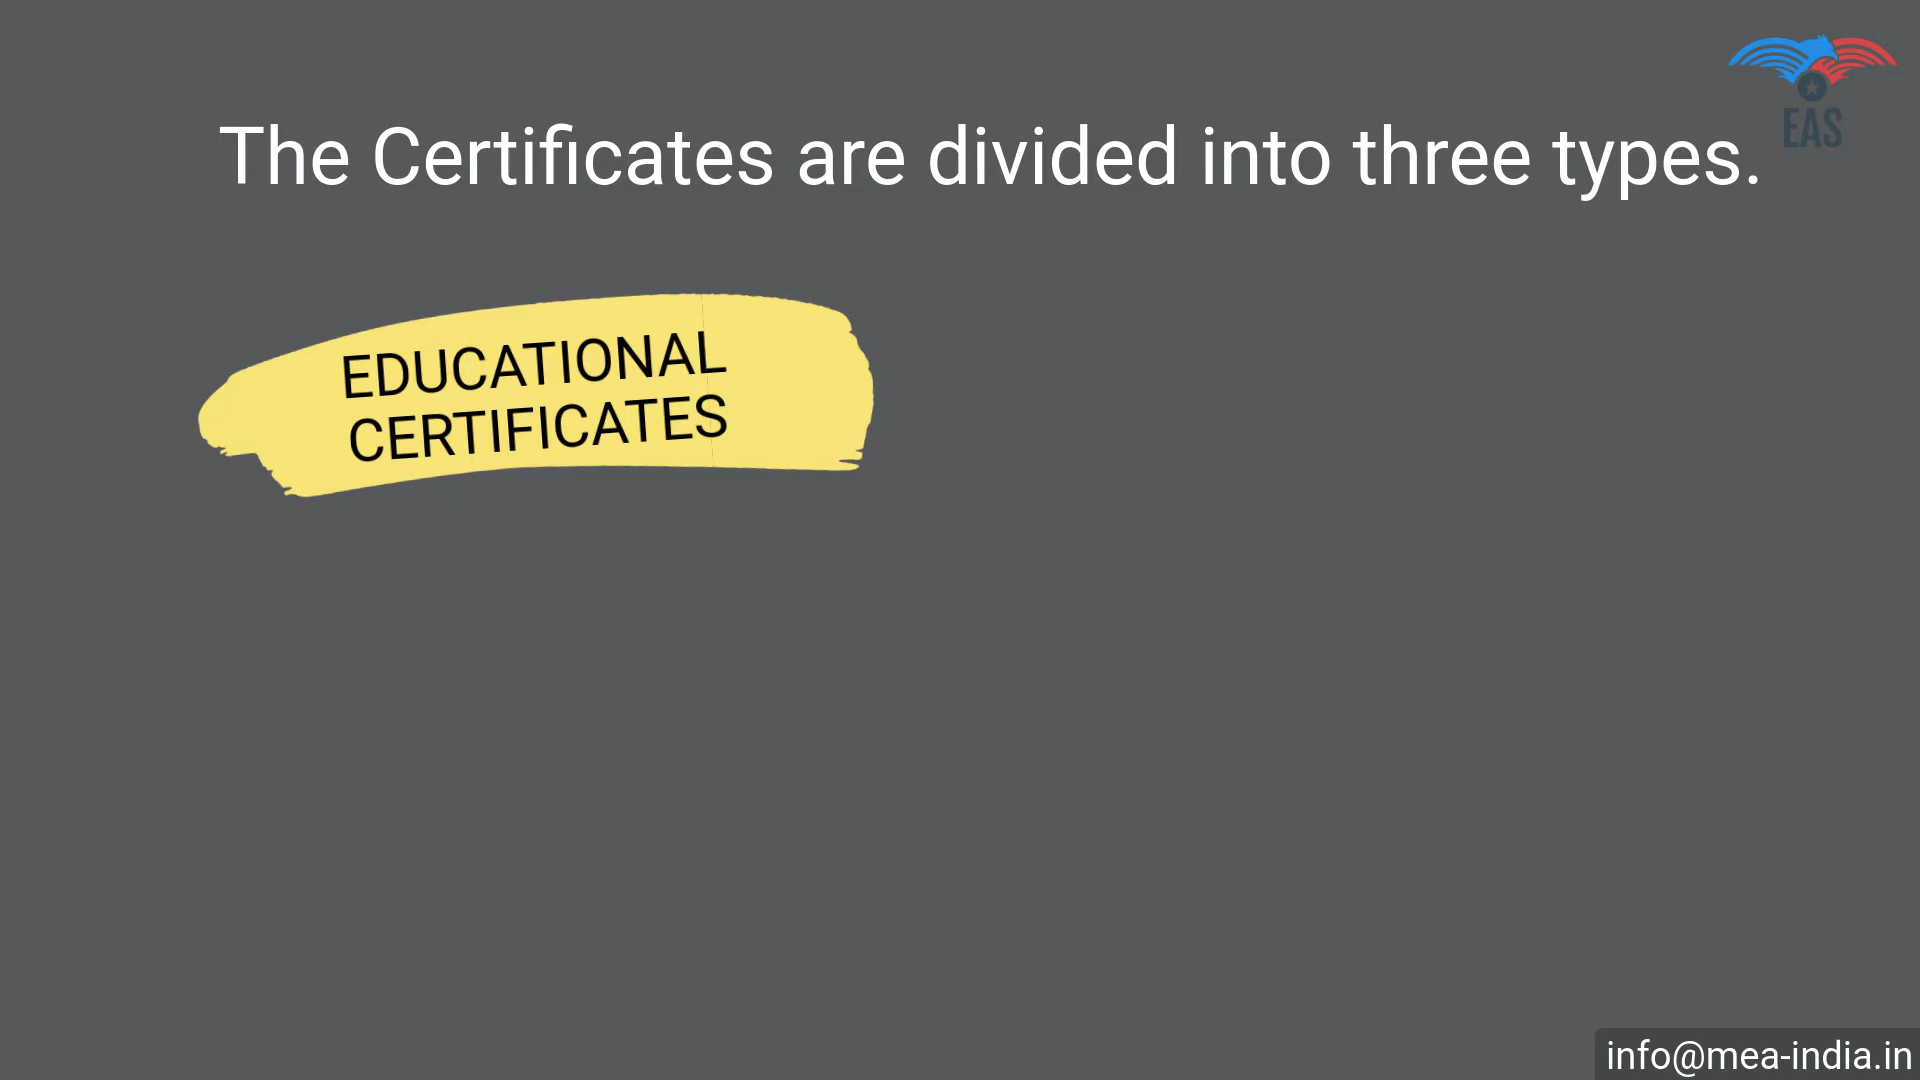 EAS
The Certificates are divided into three types.
EDUCATIONAL
CERTIFICATES
info@mea-india.in